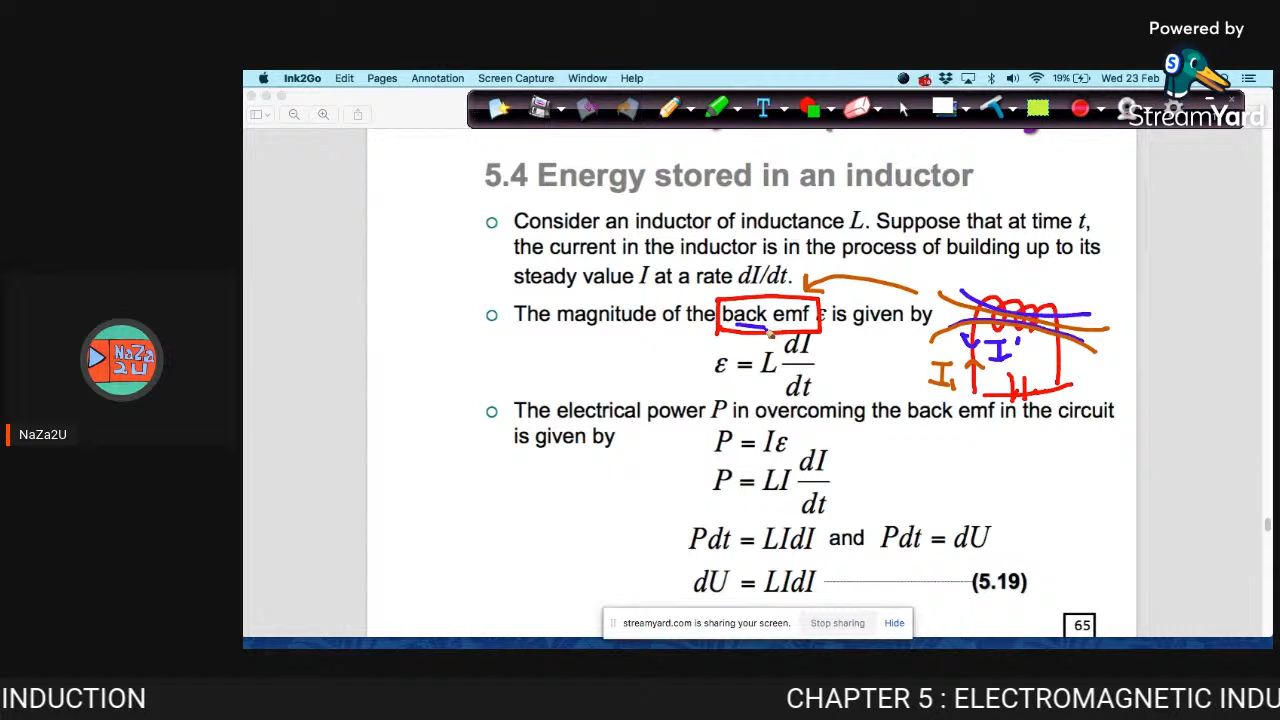 Powered by
StreamYard
Ink2Go Edit Pages Annotation Screen Capture Window Help 19% Wed 23 Feb
5.4 Energy stored in an inductor
Consider an inductor of inductance L. Suppose that at time t,
the current in the inductor is in the process of building up to its
steady value I at a rate dI/dt.
The magnitude of the back emf ε is given by
ε = L dI/dt
I'
I₁
The electrical power P in overcoming the back emf in the circuit
is given by
P = Iε
P = LI dI/dt
Pdt = LIdI and Pdt = dU
dU = LIdI (5.19)
streamyard.com is sharing your screen. Stop sharing Hide
65
NaZa
2U
NaZa2U
INDUCTION CHAPTER 5 : ELECTROMAGNETIC INDU